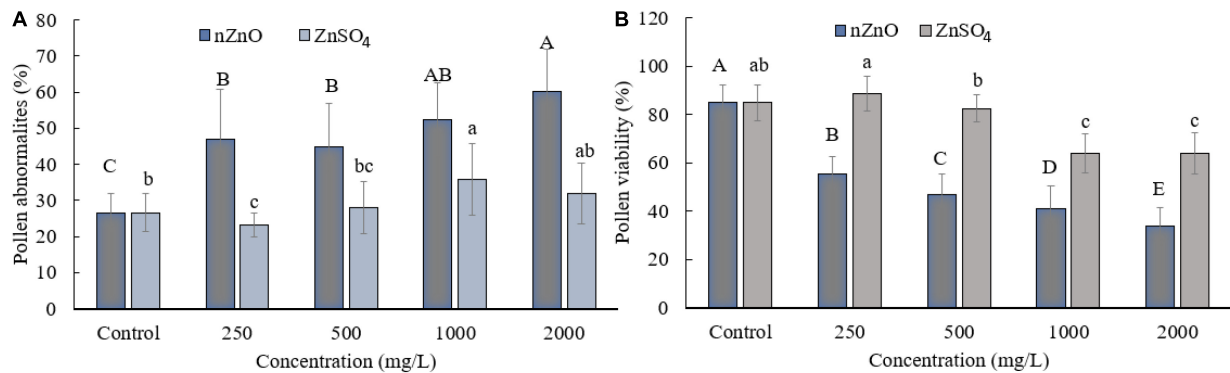 A
80
70
60
50
40
30
20
10
0
Pollen abnormalites (%)
nZnO
ZnSO₄
C
b
B
c
B
bc
AB
a
A
ab
Control
250
500
1000
2000
Concentration (mg/L)
B
120
100
80
60
40
20
0
Pollen viability (%)
nZnO
ZnSO₄
A
ab
B
a
C
b
D
c
E
c
Control
250
500
1000
2000
Concentration (mg/L)